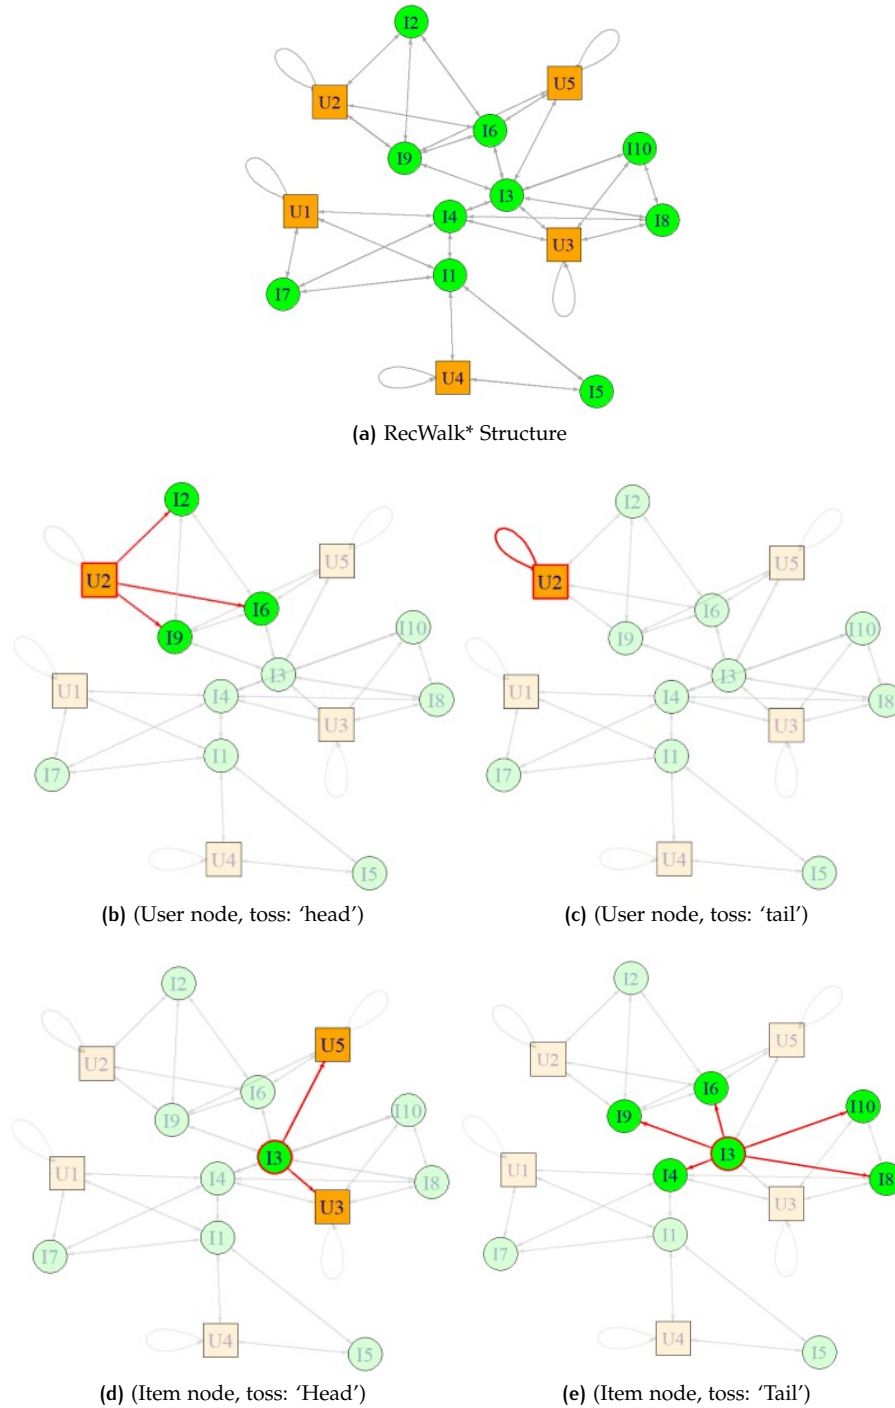 I2
U2
U5
I6
I9
I10
I3
U1
I4
I8
U3
I1
I7
U4
I5
(a) RecWalk* Structure
I2
U5
U2
I6
I10
I9
I3
U1
I4
I8
U3
I1
I7
U4
I5
(b) (User node, toss: ‘head’)
I2
U5
U2
I6
I10
I9
I3
U1
I4
I8
U3
I1
I7
U4
I5
(c) (User node, toss: ‘tail’)
I2
U5
U2
I6
I10
I9
I3
U1
I4
I8
U3
I1
I7
U4
I5
(d) (Item node, toss: ‘Head’)
I2
U5
U2
I6
I10
I9
I3
U1
I4
I8
U3
I1
I7
U4
I5
(e) (Item node, toss: ‘Tail’)